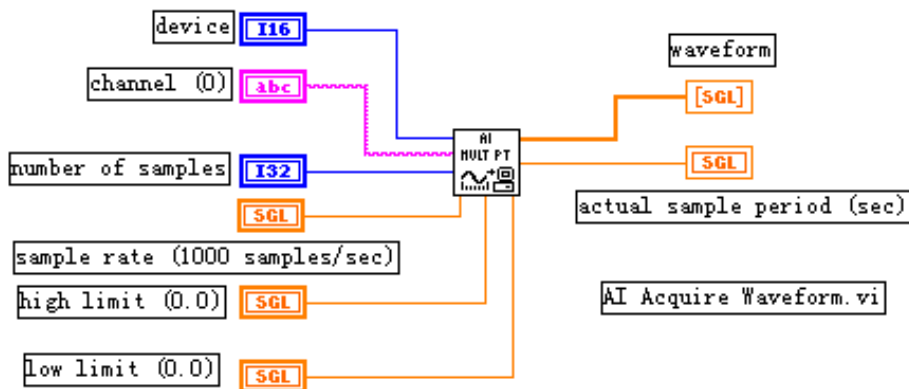 device
I16
channel (0)
abc
number of samples
I32
SGL
sample rate (1000 samples/sec)
high limit (0.0)
SGL
low limit (0.0)
SGL
AI
MULT PT
waveform
[SGL]
SGL
actual sample period (sec)
AI Acquire Waveform.vi